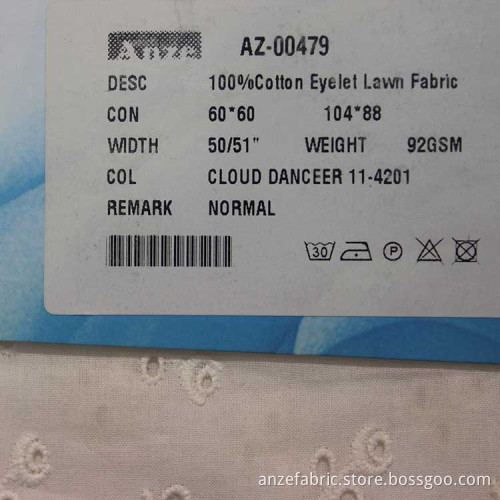 Anze AZ-00479
DESC 100%Cotton Eyelet Lawn Fabric
CON 60*60 104*88
WIDTH 50/51" WEIGHT 92GSM
COL CLOUD DANCEER 11-4201
REMARK NORMAL
30 P
anzefabric.store.bossgoo.com